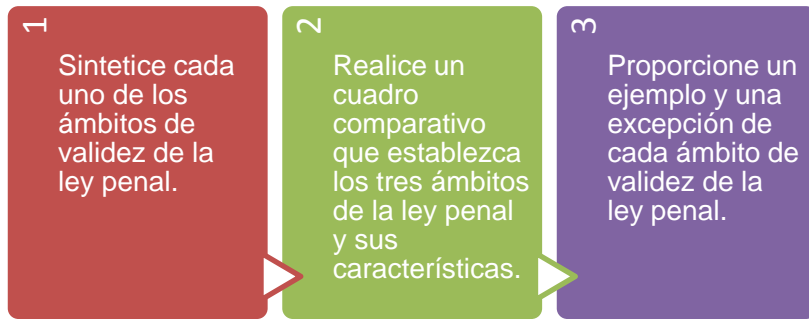 1
Sintetice cada
uno de los
ámbitos de
validez de la
ley penal.
2
Realice un
cuadro
comparativo
que establezca
los tres ámbitos
de la ley penal
y sus
características.
3
Proporcione un
ejemplo y una
excepción de
cada ámbito de
validez de la
ley penal.